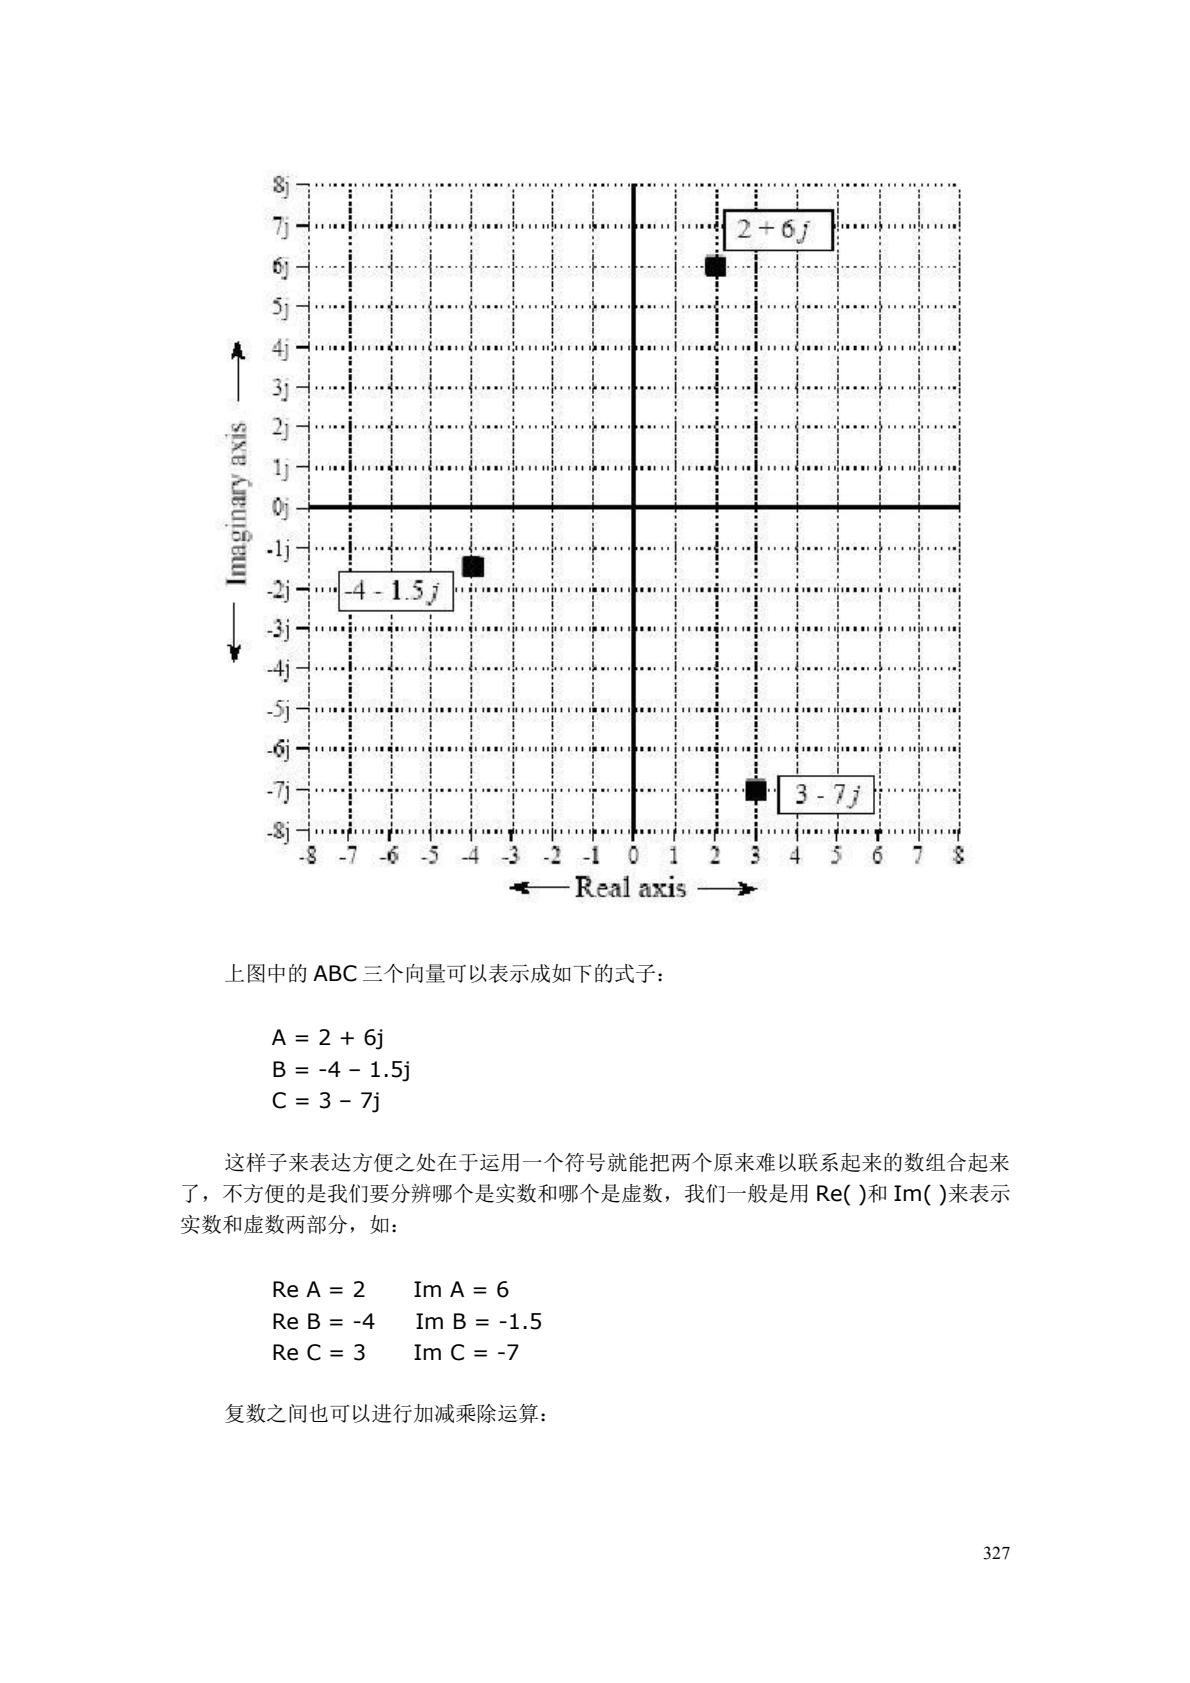 8j
7j
2 + 6j
6j
5j
4j
3j
2j
1j
0j
Imaginary axis
-1j
-2j
-4 - 1.5j
-3j
-4j
-5j
-6j
-7j
3 - 7j
-8j
-8 -7 -6 -5 -4 -3 -2 -1 0 1 2 3 4 5 6 7 8
Real axis
上图中的 ABC 三个向量可以表示成如下的式子：
A = 2 + 6j
B = -4 – 1.5j
C = 3 – 7j
这样子来表达方便之处在于运用一个符号就能把两个原来难以联系起来的数组合起来
了，不方便的是我们要分辨哪个是实数和哪个是虚数，我们一般是用 Re( )和 Im( )来表示
实数和虚数两部分，如：
Re A = 2 Im A = 6
Re B = -4 Im B = -1.5
Re C = 3 Im C = -7
复数之间也可以进行加减乘除运算：
327